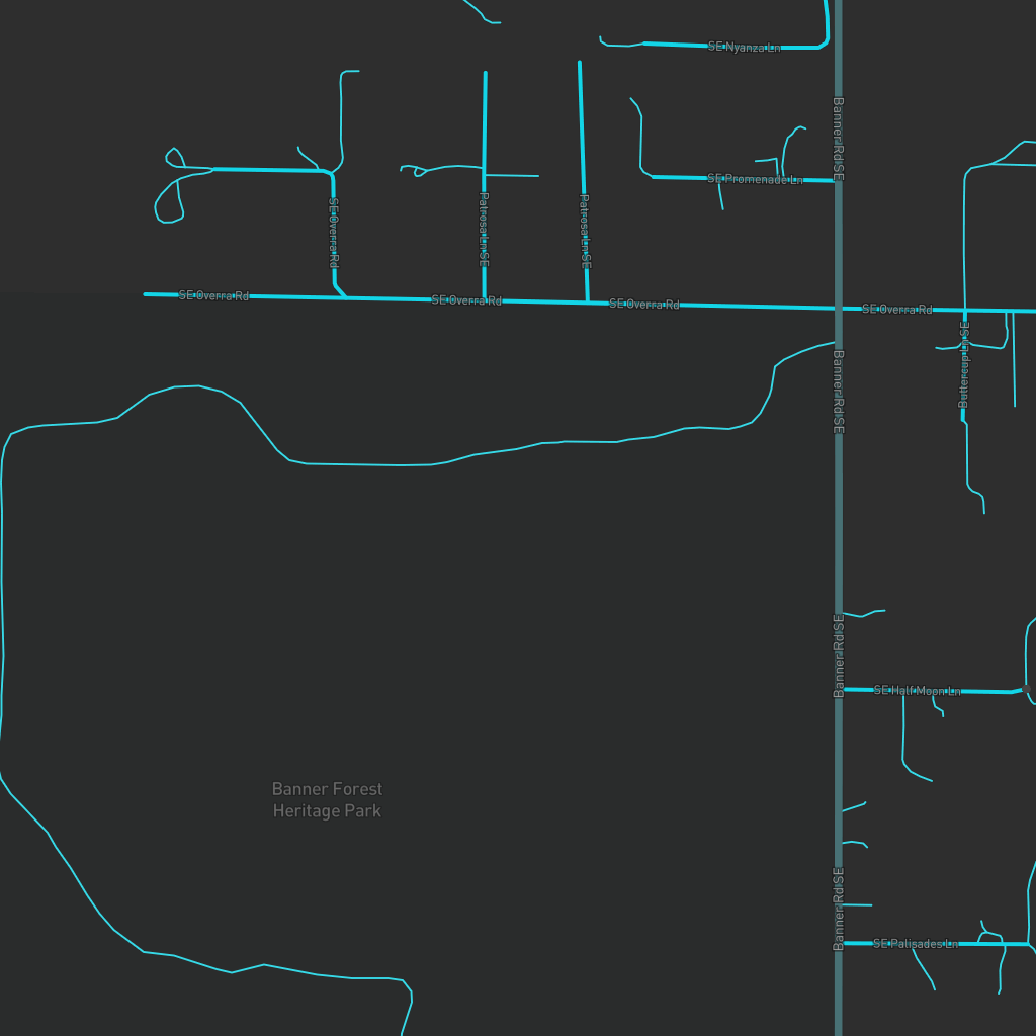 SE Nyanza Ln
Banner Rd SE
SE Promenade Ln
SE Overra Rd
Patrosa Ln SE
Patrosa Ln SE
SE Overra Rd
SE Overra Rd
SE Overra Rd
SE Overra Rd
Buttercup Ln SE
Banner Rd SE
Banner Rd SE
SE Half Moon Ln
Banner Forest
Heritage Park
Banner Rd SE
SE Palisades Ln